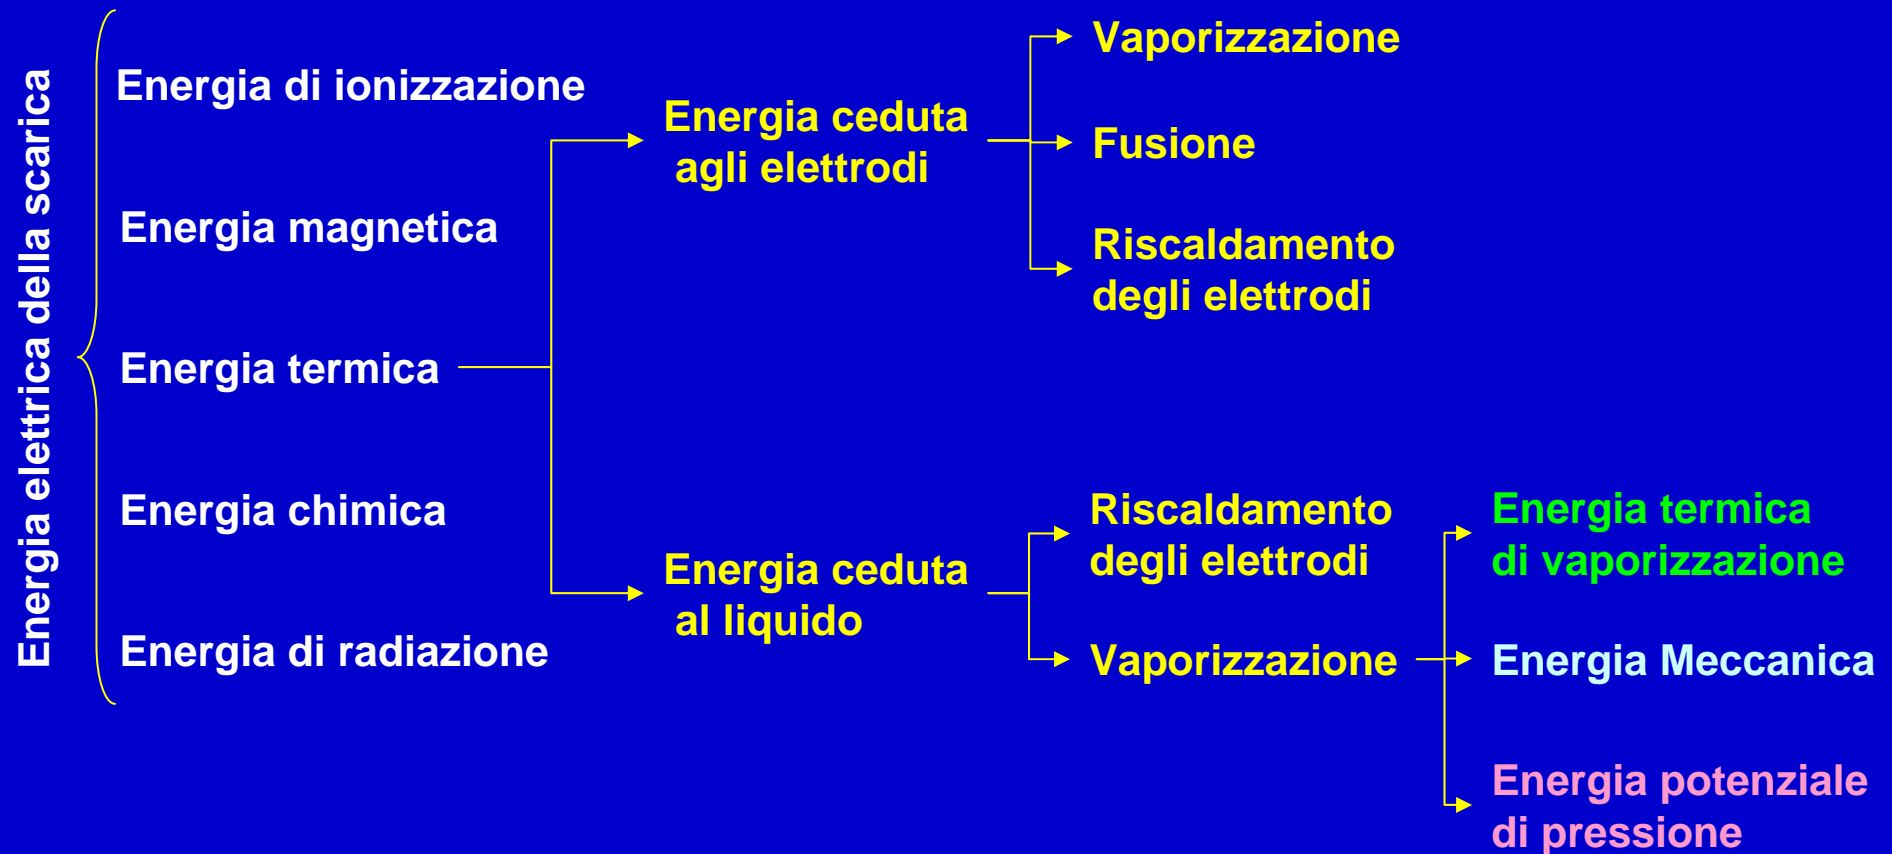 Energia elettrica della scarica
Energia di ionizzazione
Energia magnetica
Energia termica
Energia chimica
Energia di radiazione
Energia ceduta
agli elettrodi
Vaporizzazione
Fusione
Riscaldamento
degli elettrodi
Energia ceduta
al liquido
Riscaldamento
degli elettrodi
Vaporizzazione
Energia termica
di vaporizzazione
Energia Meccanica
Energia potenziale
di pressione